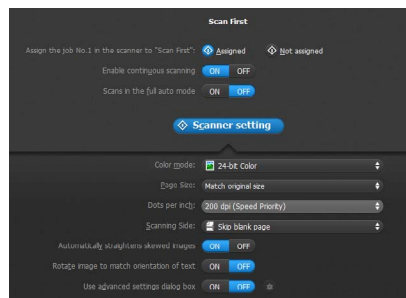 Scan First
Assign the job No.1 in the scanner to "Scan First": Assigned Not assigned
Enable continuous scanning ON OFF
Scans in the full auto mode ON OFF
Scanner setting
Color mode: 24-bit Color
Page Size: Match original size
Dots per inch: 200 dpi (Speed Priority)
Scanning Side: Skip blank page
Automatically straightens skewed images ON OFF
Rotate image to match orientation of text ON OFF
Use advanced settings dialog box ON OFF